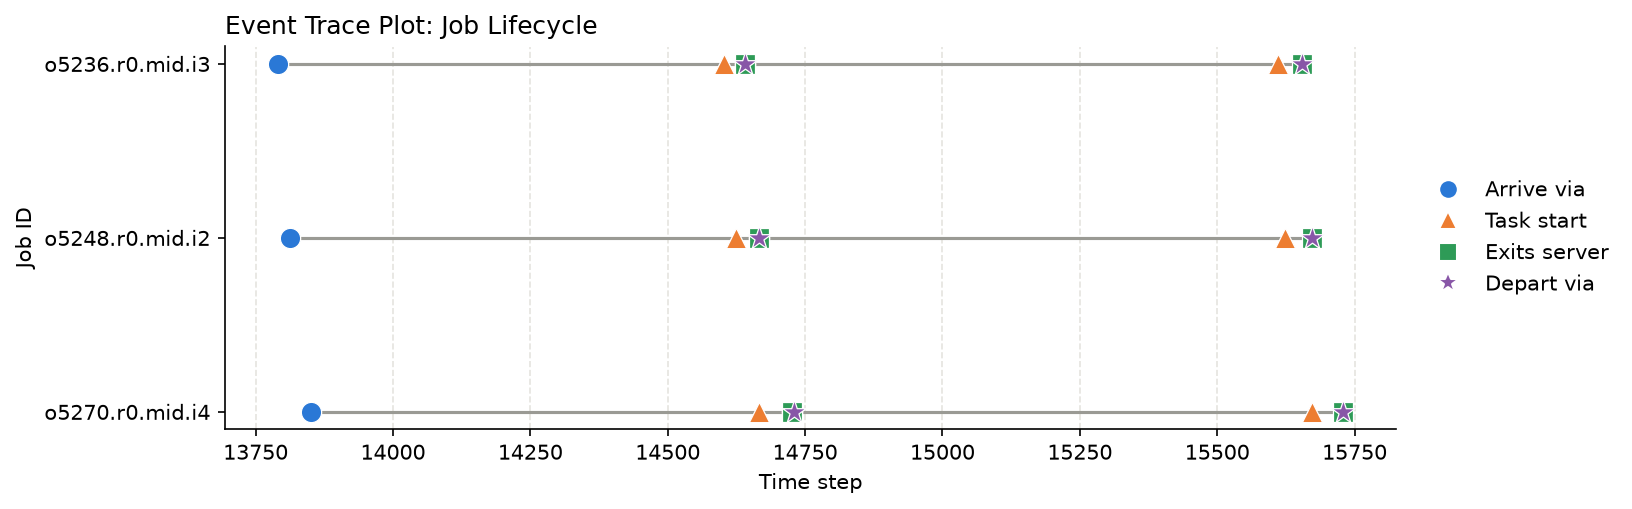 Event Trace Plot: Job Lifecycle
o5236.r0.mid.i3
o5248.r0.mid.i2
o5270.r0.mid.i4
Job ID
13750 14000 14250 14500 14750 15000 15250 15500 15750
Time step
Arrive via
Task start
Exits server
Depart via